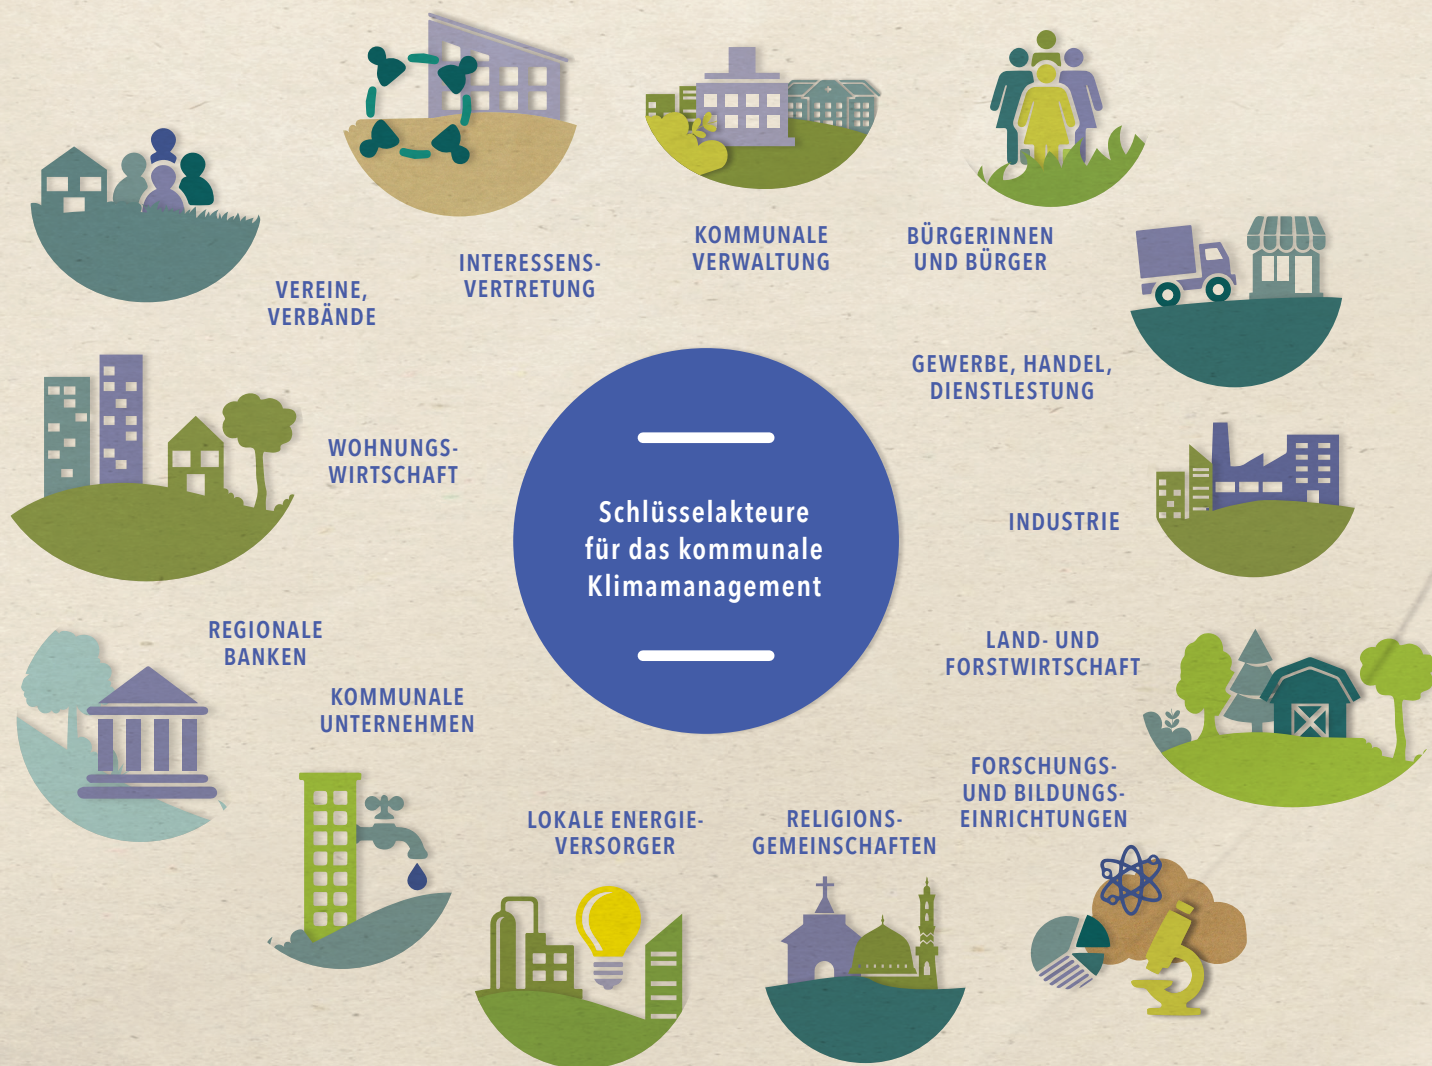 KOMMUNALE
VERWALTUNG
BÜRGERINNEN
UND BÜRGER
INTERESSENS-
VERTRETUNG
VEREINE,
VERBÄNDE
GEWERBE, HANDEL,
DIENSTLESTUNG
WOHNUNGS-
WIRTSCHAFT
Schlüsselakteure
für das kommunale
Klimamanagement
INDUSTRIE
REGIONALE
BANKEN
LAND- UND
FORSTWIRTSCHAFT
KOMMUNALE
UNTERNEHMEN
FORSCHUNGS-
UND BILDUNGS-
EINRICHTUNGEN
LOKALE ENERGIE-
VERSORGER
RELIGIONS-
GEMEINSCHAFTEN